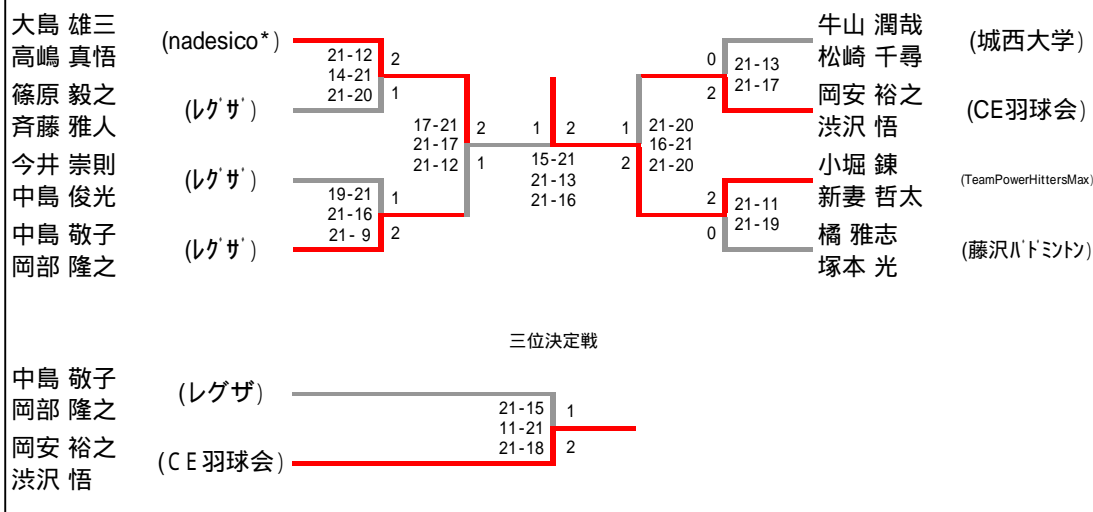 大島 雄三
高嶋 真悟
(nadesico*)
篠原 毅之
斉藤 雅人
(ﾚｸﾞｻﾞ)
今井 崇則
中島 俊光
(ﾚｸﾞｻﾞ)
中島 敬子
岡部 隆之
(ﾚｸﾞｻﾞ)
21-12
14-21
21-20
2
1
19-21
21-16
21- 9
1
2
17-21
21-17
21-12
2
1
1
2
15-21
21-13
21-16
1
2
21-20
16-21
21-20
0
2
21-13
21-17
2
0
21-11
21-19
牛山 潤哉
松崎 千尋
(城西大学)
岡安 裕之
渋沢 悟
(CE羽球会)
小堀 錬
新妻 哲太
(TeamPowerHittersMax)
橘 雅志
塚本 光
(藤沢ﾊﾞﾄﾞﾐﾝﾄﾝ)
三位決定戦
中島 敬子
岡部 隆之
(レグザ)
岡安 裕之
渋沢 悟
(CE羽球会)
21-15
11-21
21-18
1
2